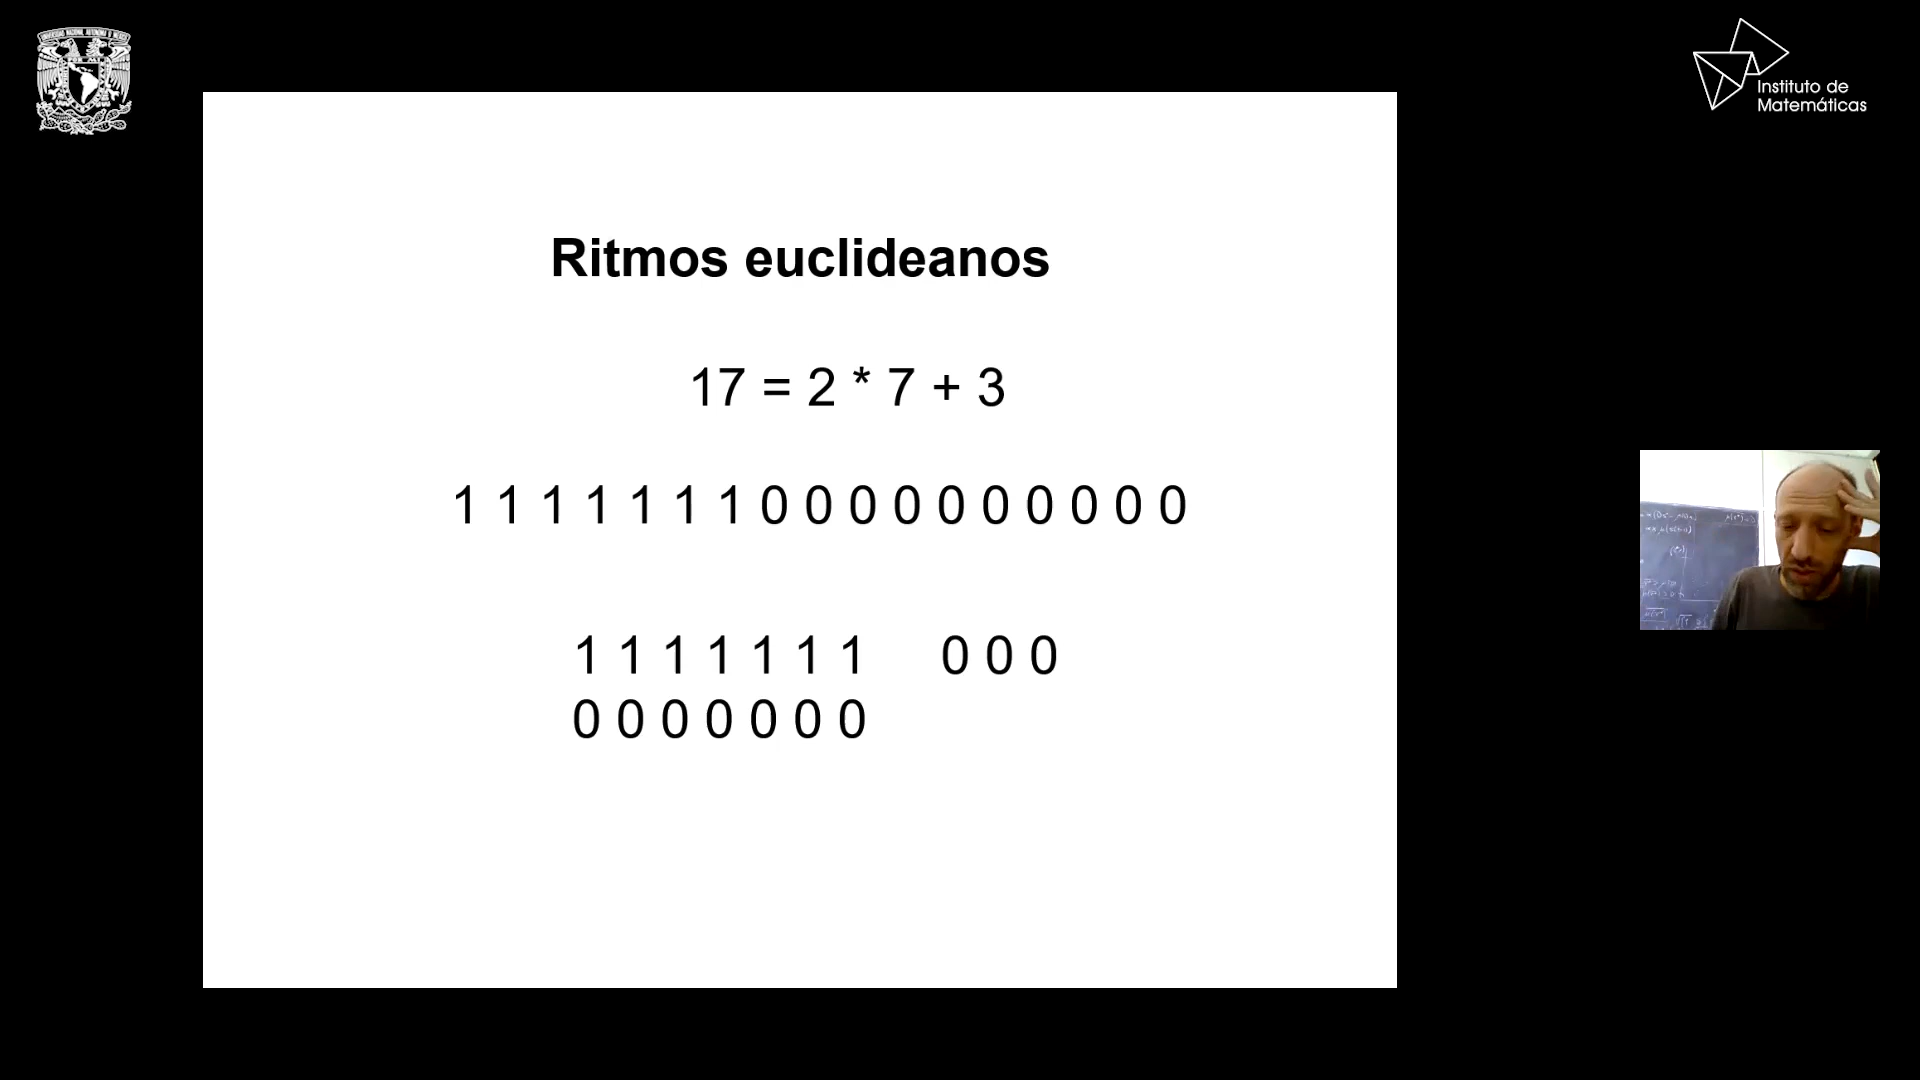 Instituto de
Matemáticas
Ritmos euclideanos
17 = 2 * 7 + 3
1 1 1 1 1 1 1 0 0 0 0 0 0 0 0 0 0
1 1 1 1 1 1 1 0 0 0
0 0 0 0 0 0 0